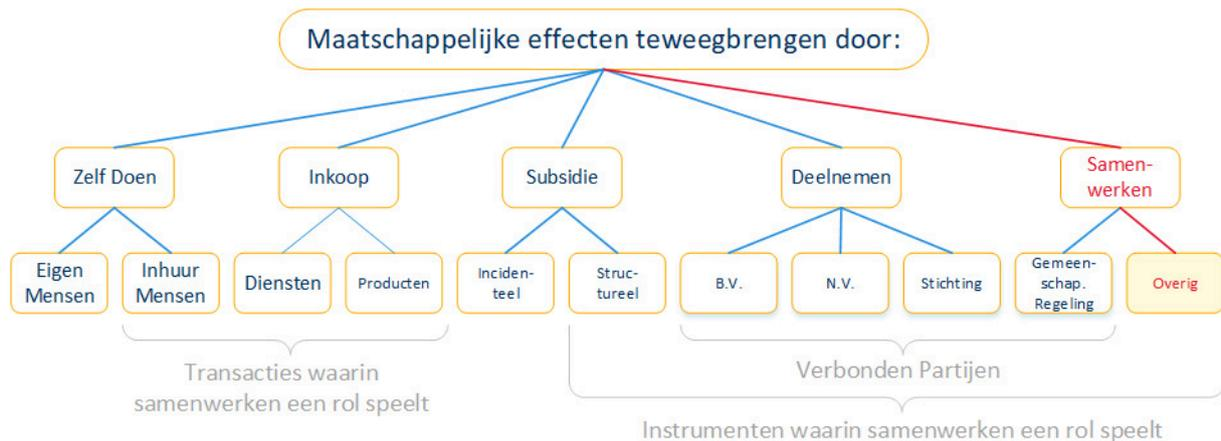 Maatschappelijke effecten teweegbrengen door:
Zelf Doen
Inkoop
Subsidie
Deelnemen
Samen-
werken
Eigen
Mensen
Inhuur
Mensen
Diensten
Producten
Inciden-
teel
Struc-
tureel
B.V.
N.V.
Stichting
Gemeen-
schap.
Regeling
Overig
Transacties waarin
samenwerken een rol speelt
Verbonden Partijen
Instrumenten waarin samenwerken een rol speelt